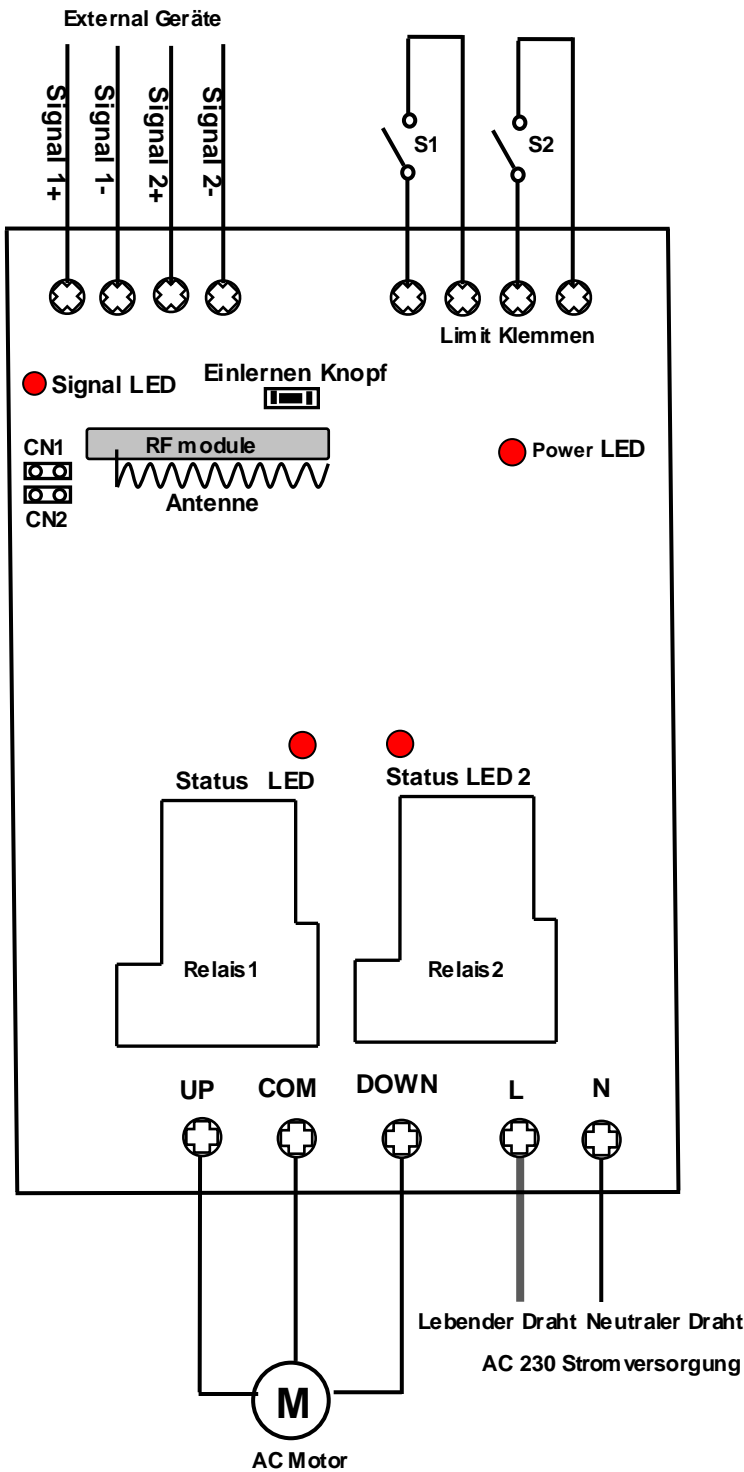 External Geräte
Signal 1+
Signal 1-
Signal 2+
Signal 2-
S1
S2
Limit Klemmen
Signal LED
Einlernen Knopf
CN1
RF module
Power LED
Antenne
CN2
Status LED
Status LED 2
Relais1
Relais2
UP
COM
DOWN
L
N
Lebender Draht Neutraler Draht
AC 230 Stromversorgung
M
AC Motor